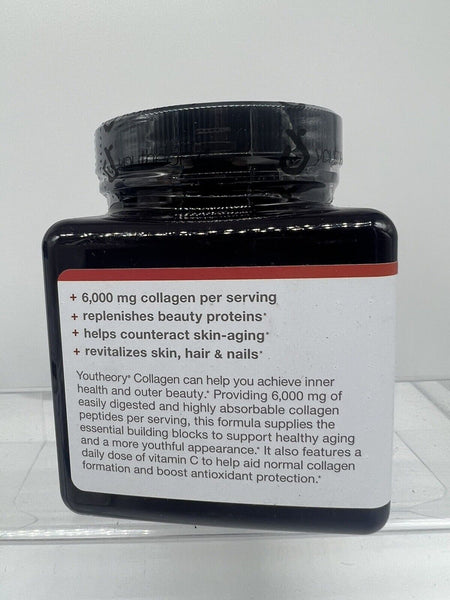 youtheory
+ 6,000 mg collagen per serving
+ replenishes beauty proteins*
+ helps counteract skin-aging*
+ revitalizes skin, hair & nails*
Youtheory® Collagen can help you achieve inner
health and outer beauty.* Providing 6,000 mg of
easily digested and highly absorbable collagen
peptides per serving, this formula supplies the
essential building blocks to support healthy aging
and a more youthful appearance.* It also features a
daily dose of vitamin C to help aid normal collagen
formation and boost antioxidant protection.*